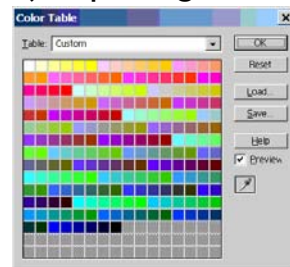 Color Table
Table: Custom
OK
Reset
Load...
Save...
Help
Preview